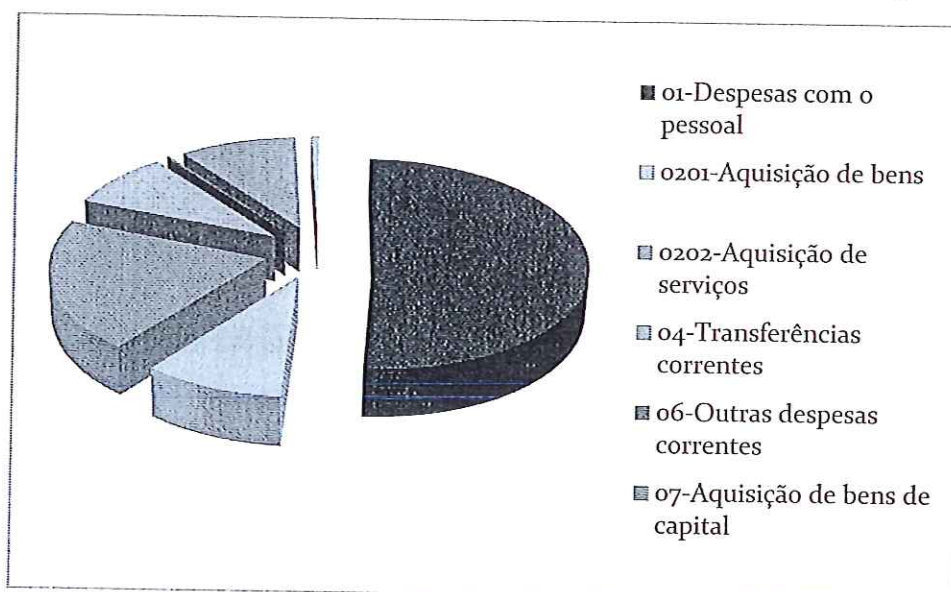 01-Despesas com o
pessoal
0201-Aquisição de bens
0202-Aquisição de
serviços
04-Transferências
correntes
06-Outras despesas
correntes
07-Aquisição de bens de
capital